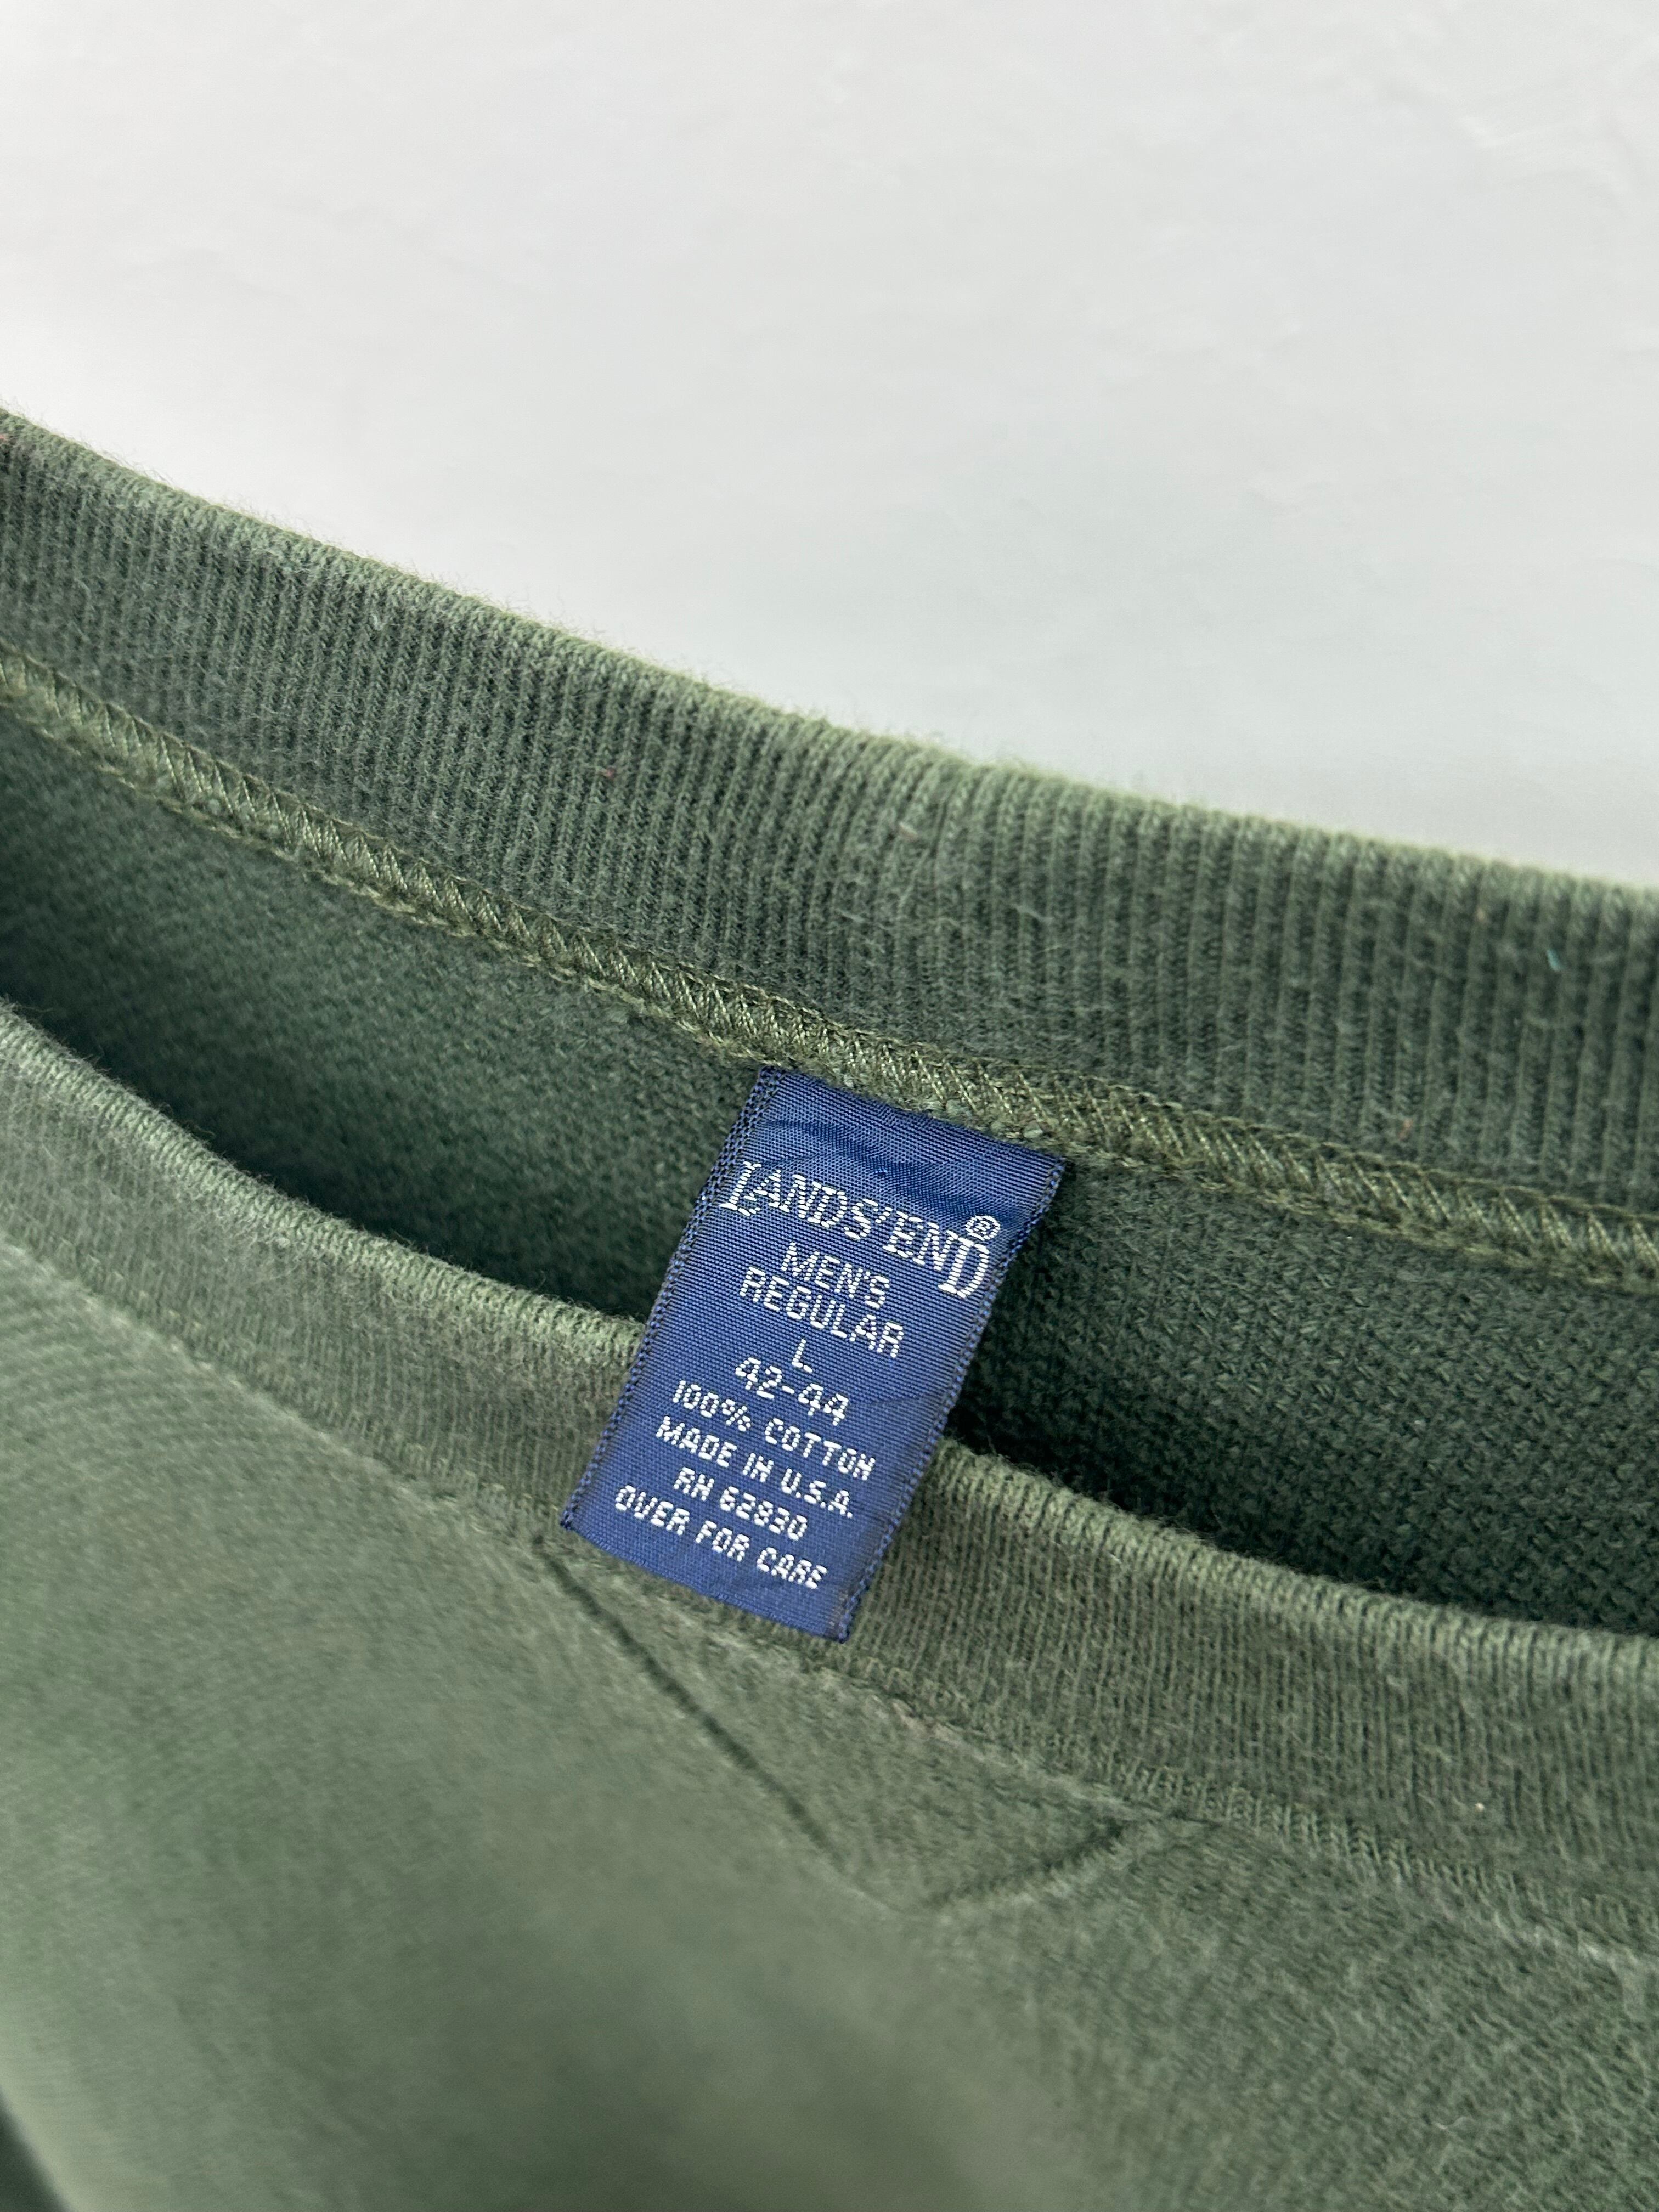 LANDS' END®
MEN'S
REGULAR
L
42-44
100% COTTON
MADE IN U.S.A.
RN 62830
OVER FOR CARE